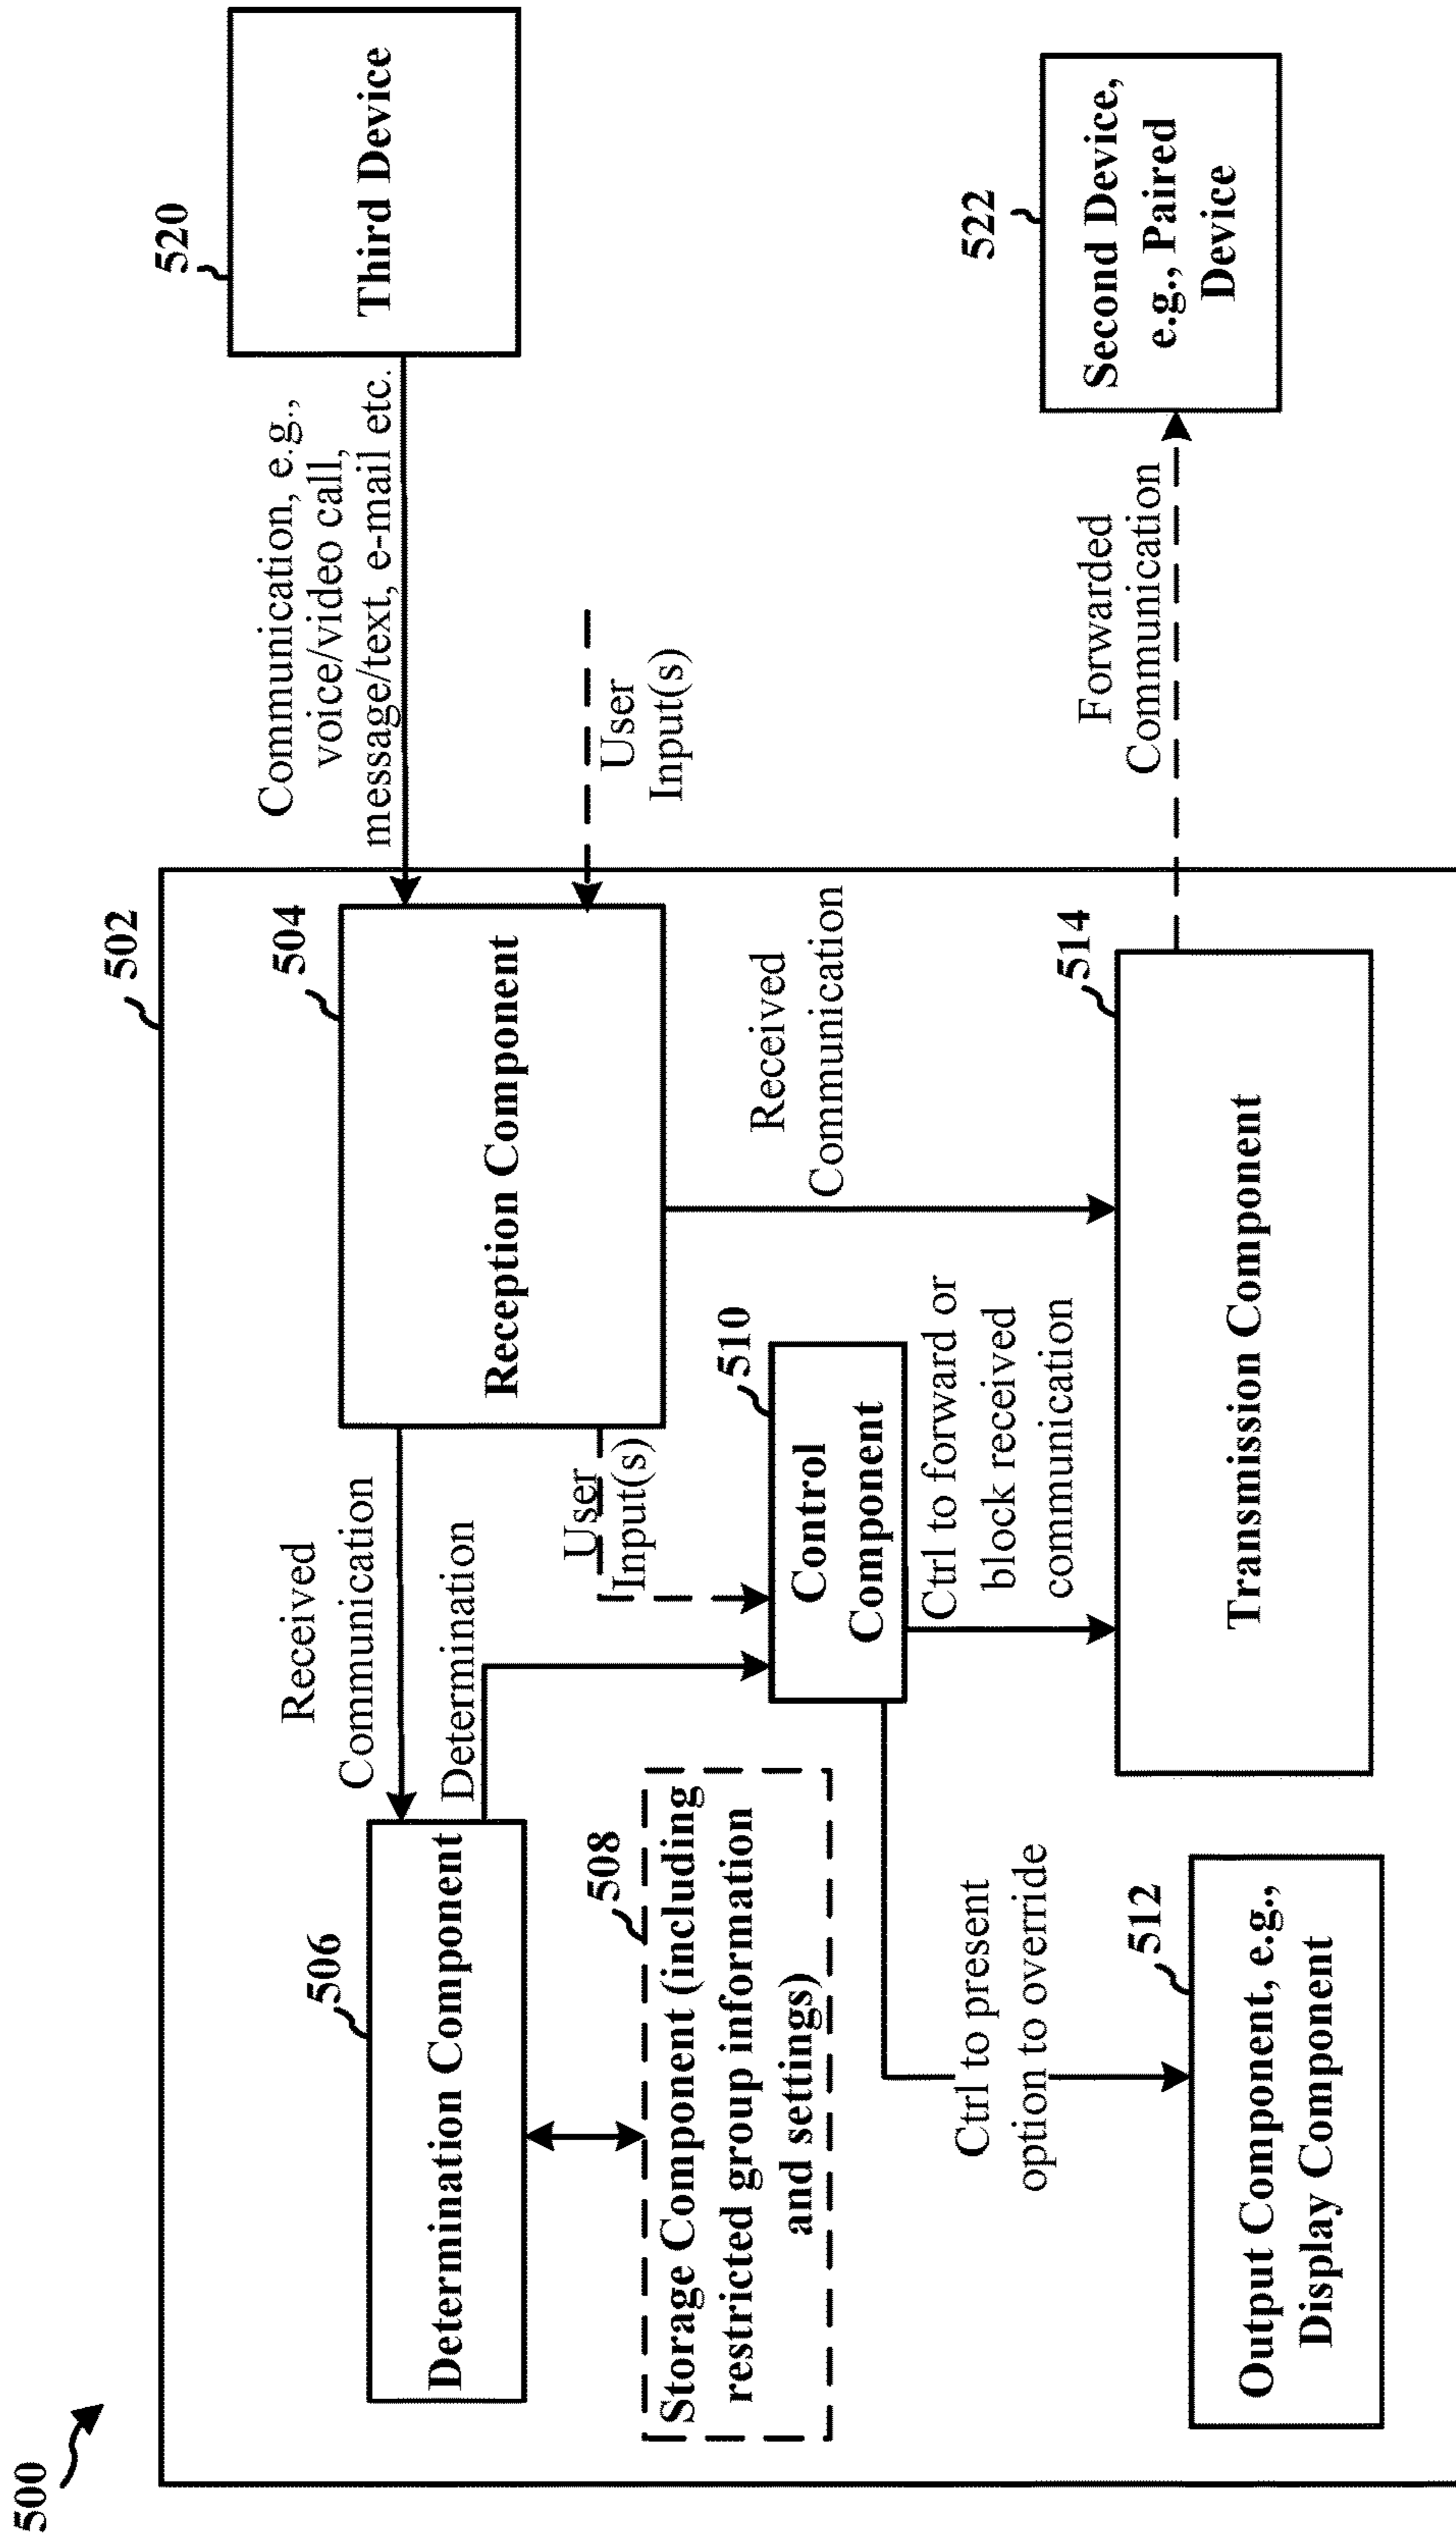 500
502
506
Determination Component
508
Storage Component (including
restricted group information
and settings)
Received
Communication
Determination
504
Reception Component
User
Input(s)
510
Control
Component
Received
Communication
Ctrl to forward or
block received
communication
Ctrl to present
option to override
512
Output Component, e.g.,
Display Component
514
Transmission Component
Communication, e.g.,
voice/video call,
message/text, e-mail etc.
User
Input(s)
520
Third Device
Forwarded
Communication
522
Second Device,
e.g., Paired
Device